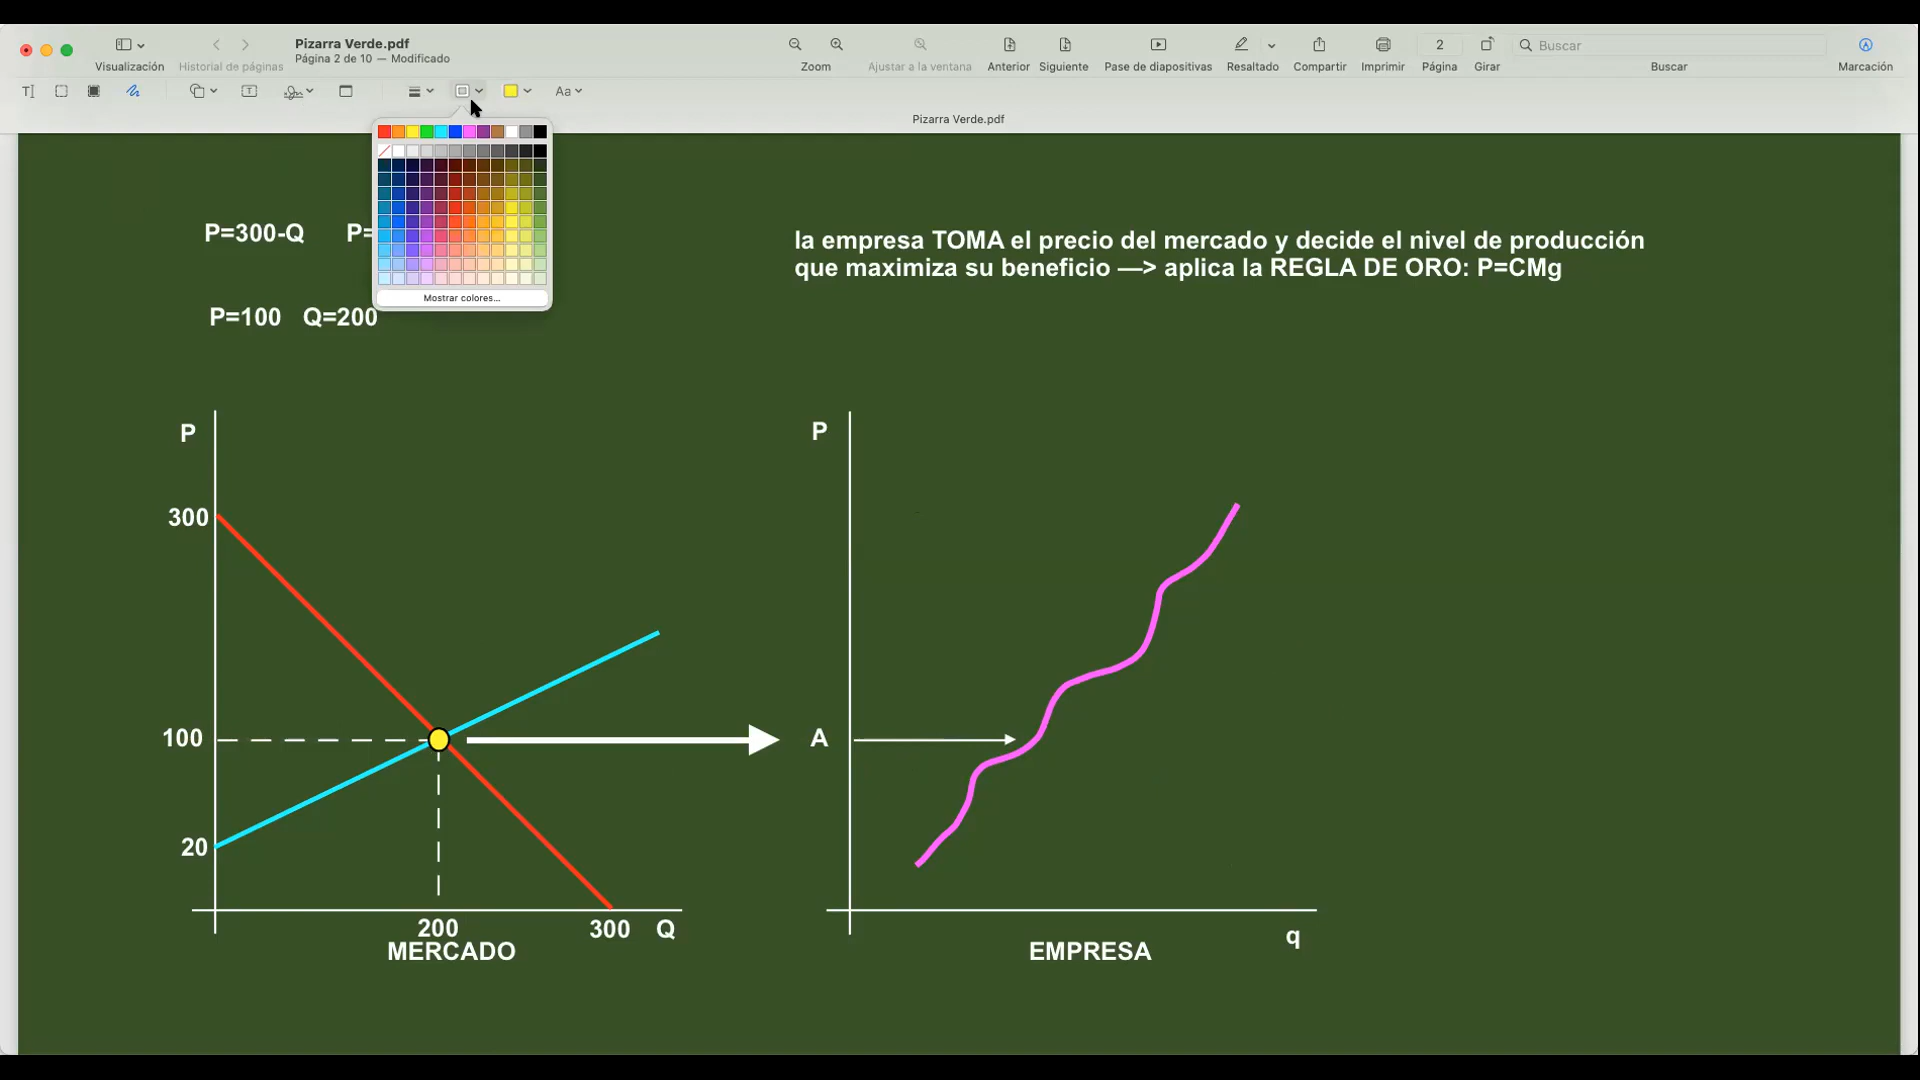 Pizarra Verde.pdf
Página 2 de 10 — Modificado
Visualización
Historial de páginas
Zoom
Ajustar a la ventana
Anterior
Siguiente
Pase de diapositivas
Resaltado
Compartir
Imprimir
2
Página
Girar
Buscar
Buscar
Marcación
Aa
Pizarra Verde.pdf
Mostrar colores...
P=300-Q P=
P=100 Q=200
la empresa TOMA el precio del mercado y decide el nivel de producción
que maximiza su beneficio —> aplica la REGLA DE ORO: P=CMg
P
300
100
20
200
300 Q
MERCADO
P
A
q
EMPRESA